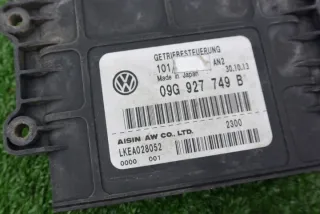 GETRIEBESTEUERUNG
101 AN2
Made in Japan 30.10.13
09G 927 749 B
AISIN AW CO., LTD. 2300
LKEA028052
0000 001